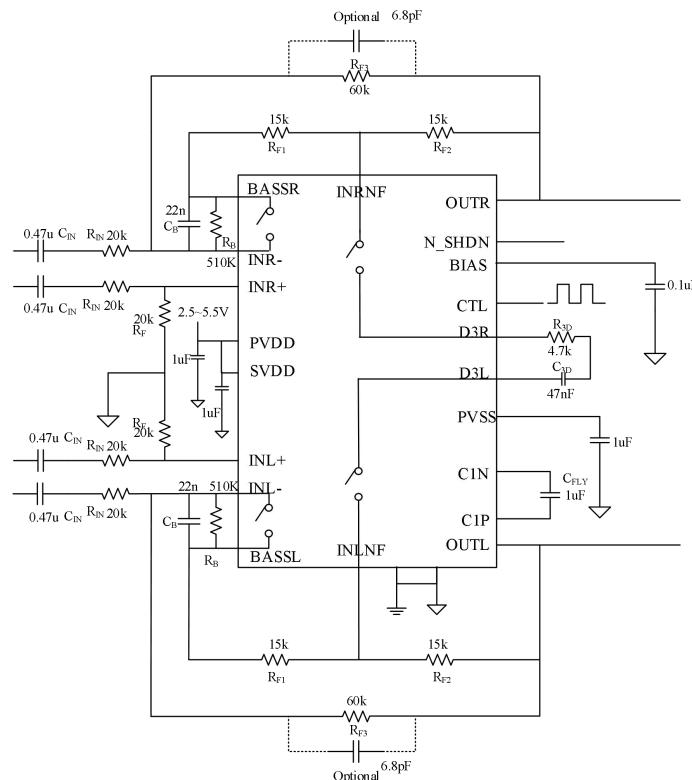 Optional 6.8pF
RF3
60k
15k 15k
RF1 RF2
BASSR INRNF
OUTR
22n
CB RB
0.47u CIN RIN 20k
510K INR-
N_SHDN
BIAS
INR+
0.47u CIN RIN 20k
0.1u
CTL
20k
RF
2.5~5.5V
R3D
D3R
4.7k
PVDD
1uF
C3D
D3L
SVDD
47nF
1uF
RF
20k
PVSS
0.47u CIN RIN 20k
1uF
INL+
C1N CFLY
1uF
22n 510K INL-
0.47u CIN RIN 20k
CB
C1P
RB BASSL INLNF OUTL
15k 15k
RF1 RF2
60k
RF3
Optional 6.8pF